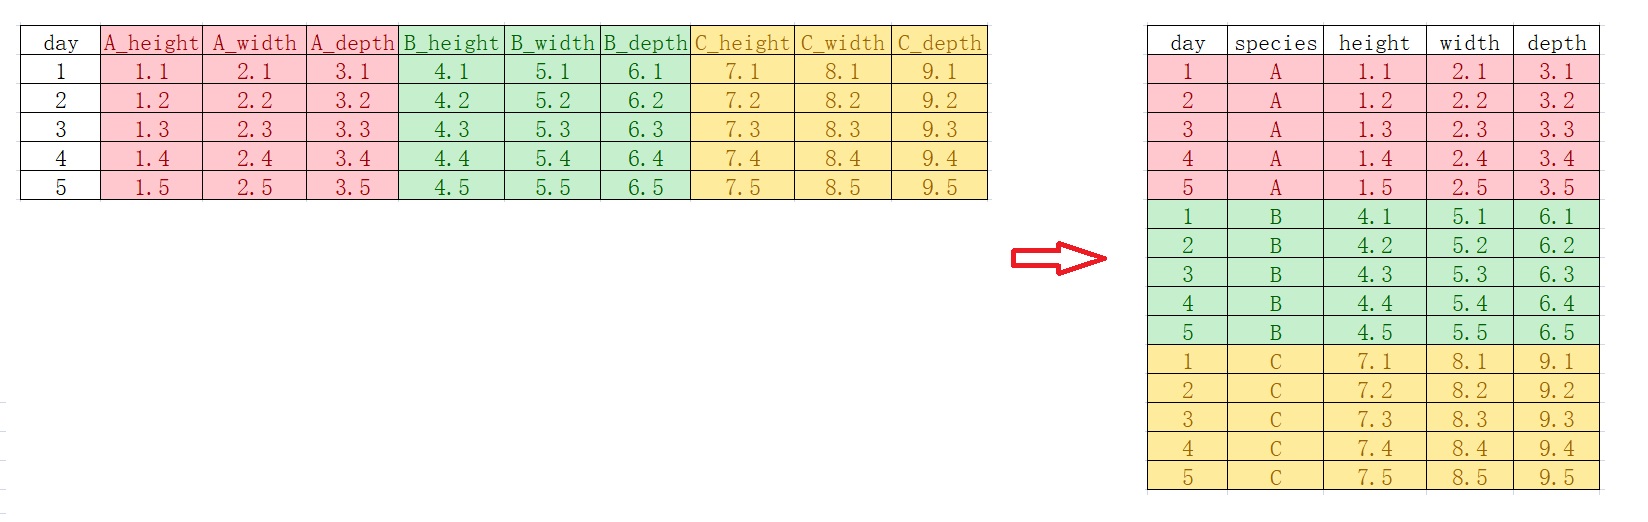 day A_height A_width A_depth B_height B_width B_depth C_height C_width C_depth
1 1.1 2.1 3.1 4.1 5.1 6.1 7.1 8.1 9.1
2 1.2 2.2 3.2 4.2 5.2 6.2 7.2 8.2 9.2
3 1.3 2.3 3.3 4.3 5.3 6.3 7.3 8.3 9.3
4 1.4 2.4 3.4 4.4 5.4 6.4 7.4 8.4 9.4
5 1.5 2.5 3.5 4.5 5.5 6.5 7.5 8.5 9.5
day species height width depth
1 A 1.1 2.1 3.1
2 A 1.2 2.2 3.2
3 A 1.3 2.3 3.3
4 A 1.4 2.4 3.4
5 A 1.5 2.5 3.5
1 B 4.1 5.1 6.1
2 B 4.2 5.2 6.2
3 B 4.3 5.3 6.3
4 B 4.4 5.4 6.4
5 B 4.5 5.5 6.5
1 C 7.1 8.1 9.1
2 C 7.2 8.2 9.2
3 C 7.3 8.3 9.3
4 C 7.4 8.4 9.4
5 C 7.5 8.5 9.5